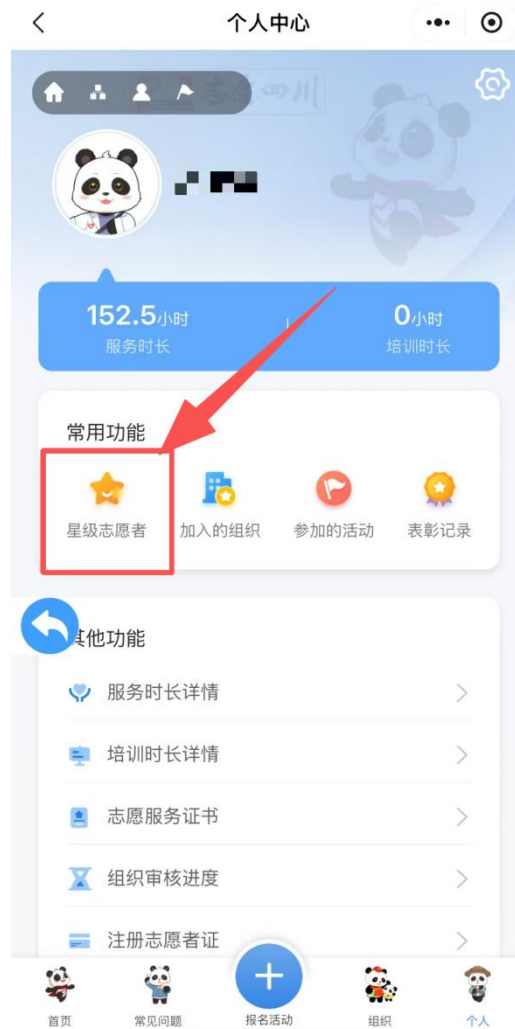 个人中心
志愿四川
152.5小时
0小时
服务时长
培训时长
常用功能
星级志愿者
加入的组织
参加的活动
表彰记录
其他功能
服务时长详情
培训时长详情
志愿服务证书
组织审核进度
注册志愿者证
首页
常见问题
报名活动
组织
个人